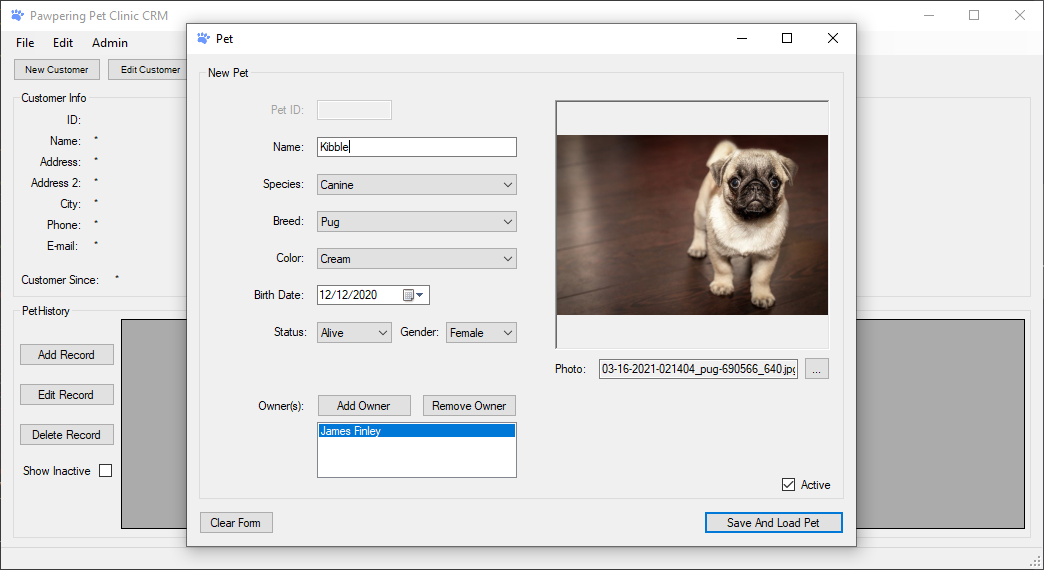 Pawpering Pet Clinic CRM
File Edit Admin
New Customer Edit Customer
Customer Info
ID:
Name: *
Address: *
Address 2: *
City: *
Phone: *
E-mail: *
Customer Since: *
PetHistory
Add Record
Edit Record
Delete Record
Show Inactive
Pet
New Pet
Pet ID:
Name: Kibble
Species: Canine
Breed: Pug
Color: Cream
Birth Date: 12/12/2020
Status: Alive Gender: Female
Photo: 03-16-2021-021404_pug-690566_640.jpg ...
Owner(s): Add Owner Remove Owner
James Finley
Active
Clear Form Save And Load Pet